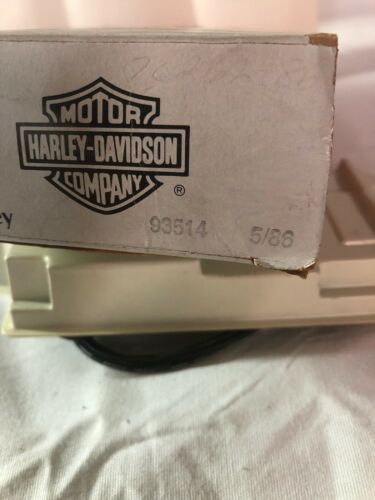 MOTOR
HARLEY-DAVIDSON
COMPANY
®
93514 5/86